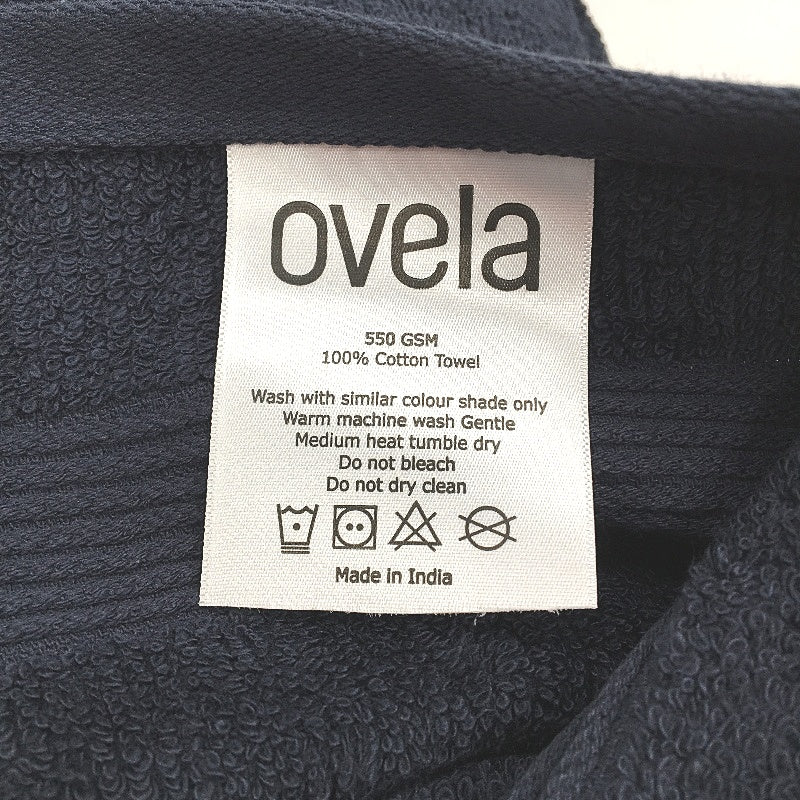 ovela
550 GSM
100% Cotton Towel
Wash with similar colour shade only
Warm machine wash Gentle
Medium heat tumble dry
Do not bleach
Do not dry clean
Made in India